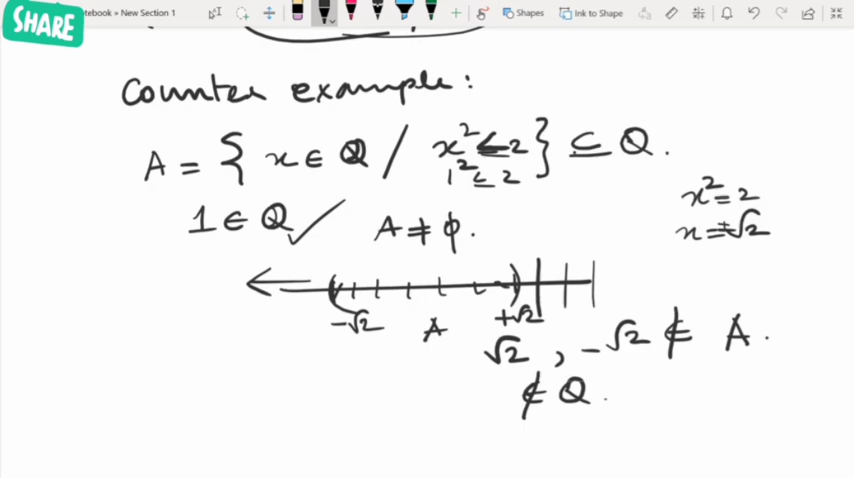 SHARE
otebook » New Section 1
Shapes
Ink to Shape
Counter example:
A = { x ∈ Q / x² ≤ 2 } ⊆ Q.
1² ≤ 2
x² = 2
x = ±√2
1 ∈ Q ✓ A ≠ ϕ.
-√2 A +√2
√2 , -√2 ∉ A.
∉ Q.